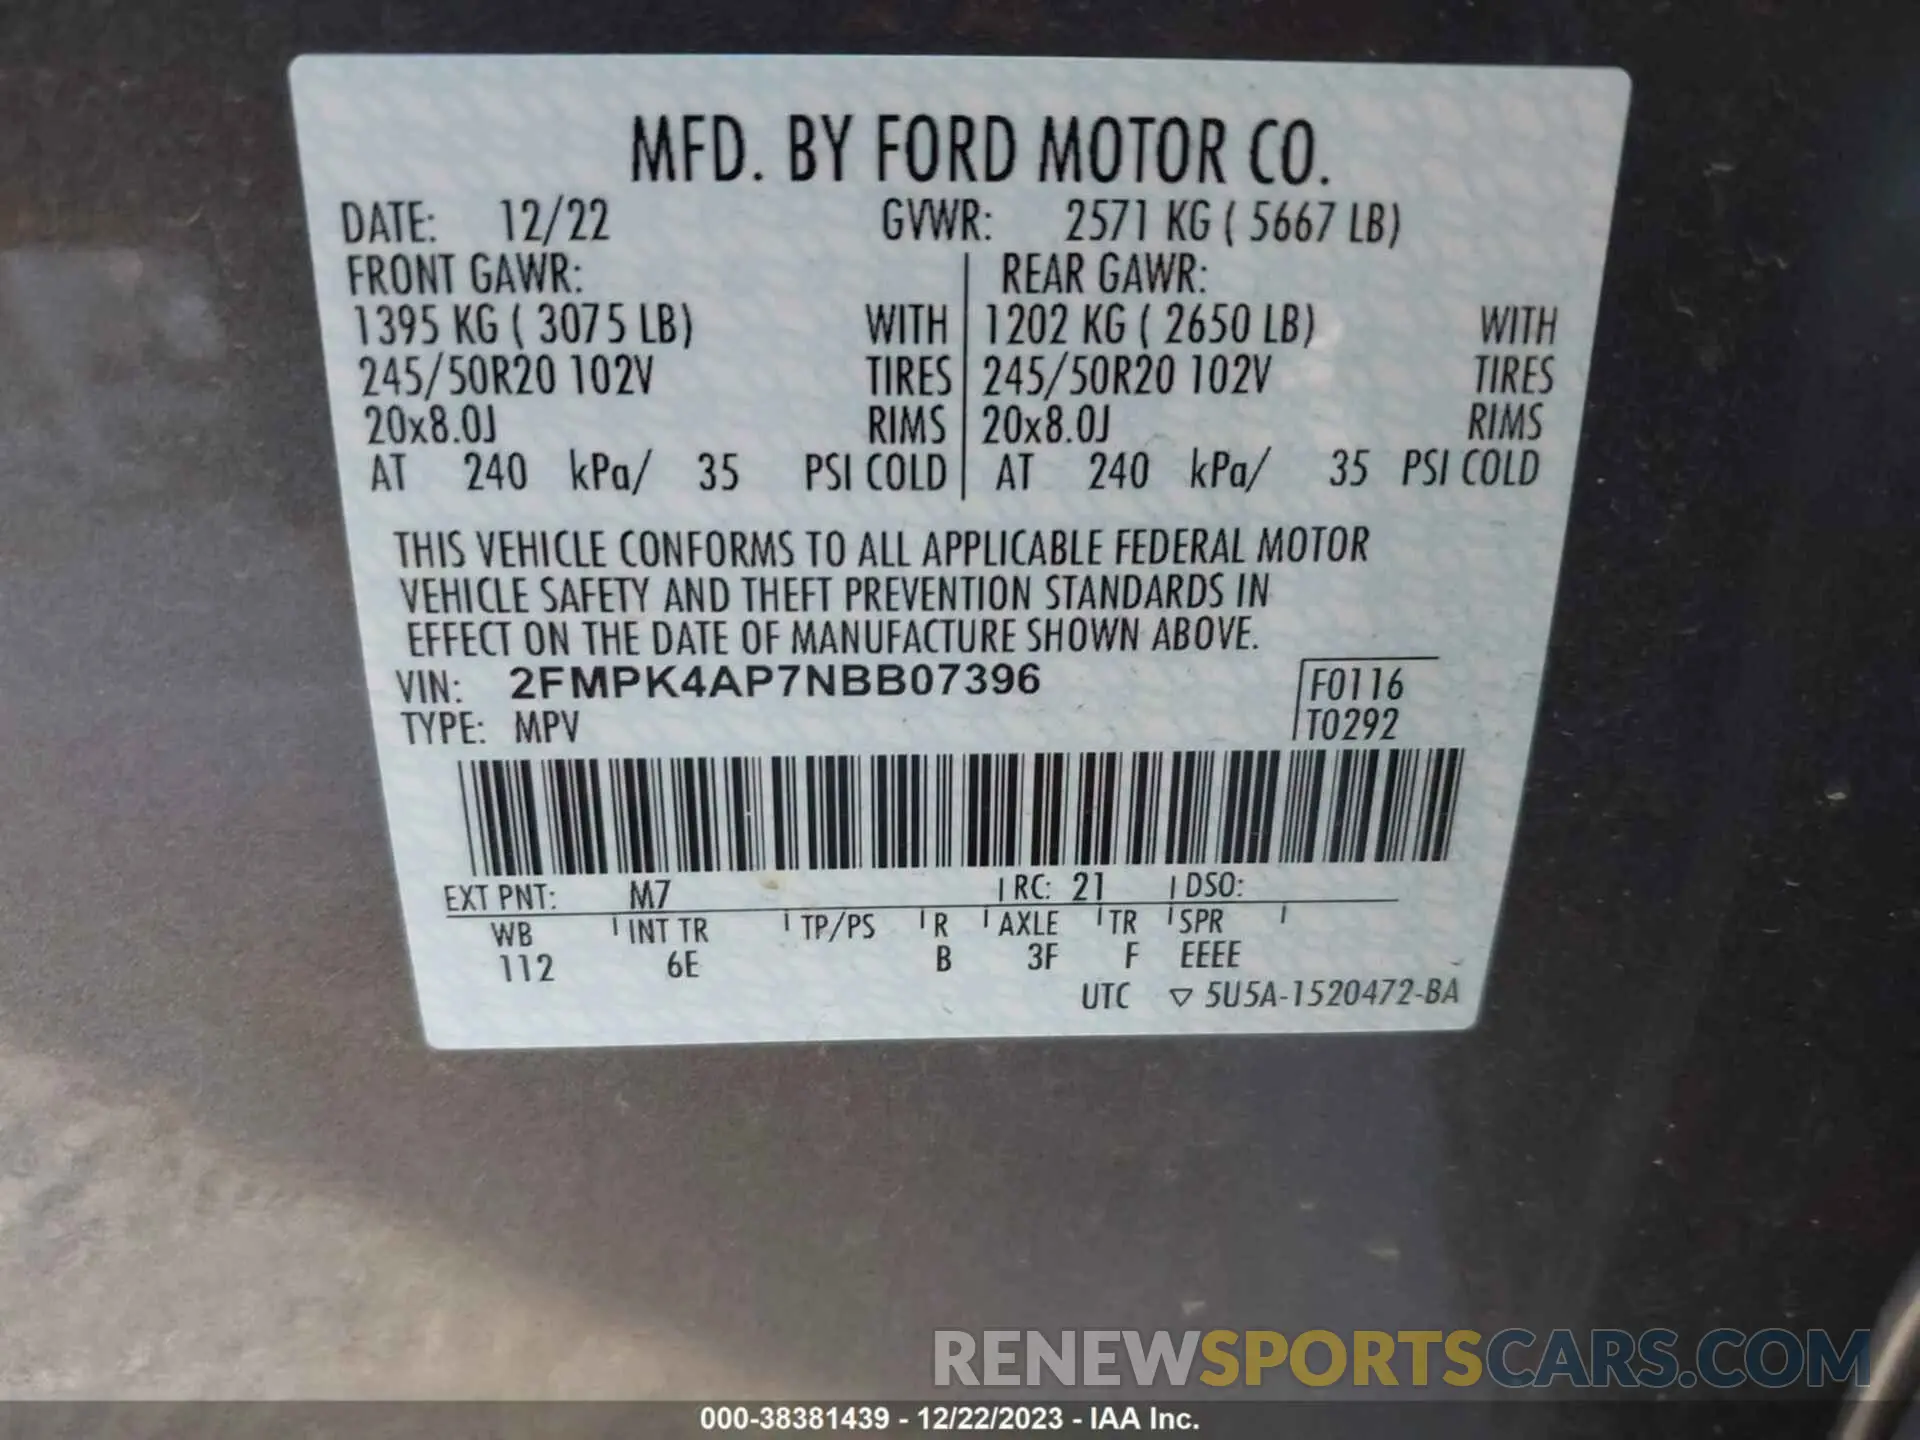 MFD. BY FORD MOTOR CO.
DATE: 12/22 GVWR: 2571 KG ( 5667 LB)
FRONT GAWR: REAR GAWR:
1395 KG ( 3075 LB) WITH 1202 KG ( 2650 LB) WITH
245/50R20 102V TIRES 245/50R20 102V TIRES
20x8.0J RIMS 20x8.0J RIMS
AT 240 kPa/ 35 PSI COLD AT 240 kPa/ 35 PSI COLD
THIS VEHICLE CONFORMS TO ALL APPLICABLE FEDERAL MOTOR
VEHICLE SAFETY AND THEFT PREVENTION STANDARDS IN
EFFECT ON THE DATE OF MANUFACTURE SHOWN ABOVE.
VIN: 2FMPK4AP7NBB07396 F0116
TYPE: MPV T0292
EXT PNT: M7 RC: 21 DSO:
WB INT TR TP/PS R AXLE TR SPR
112 6E B 3F F EEEE
UTC ▽ 5U5A-1520472-BA
RENEWSPORTSCARS.COM
000-38381439 - 12/22/2023 - IAA Inc.